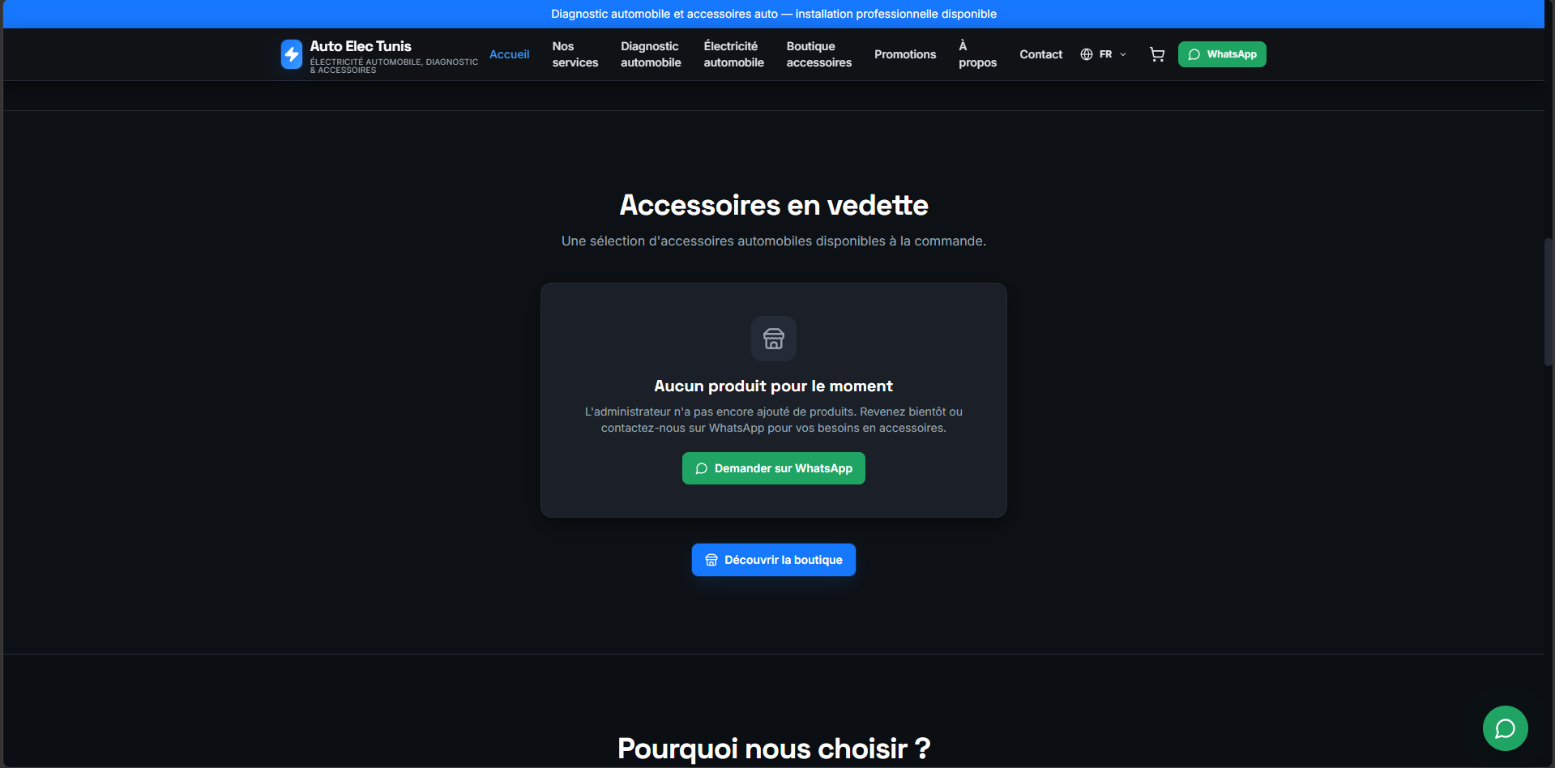 Diagnostic automobile et accessoires auto — installation professionnelle disponible
Auto Elec Tunis
ÉLECTRICITÉ AUTOMOBILE, DIAGNOSTIC
& ACCESSOIRES
Accueil
Nos
services
Diagnostic
automobile
Électricité
automobile
Boutique
accessoires
Promotions
À
propos
Contact
FR
WhatsApp
Accessoires en vedette
Une sélection d'accessoires automobiles disponibles à la commande.
Aucun produit pour le moment
L'administrateur n'a pas encore ajouté de produits. Revenez bientôt ou
contactez-nous sur WhatsApp pour vos besoins en accessoires.
Demander sur WhatsApp
Découvrir la boutique
Pourquoi nous choisir ?